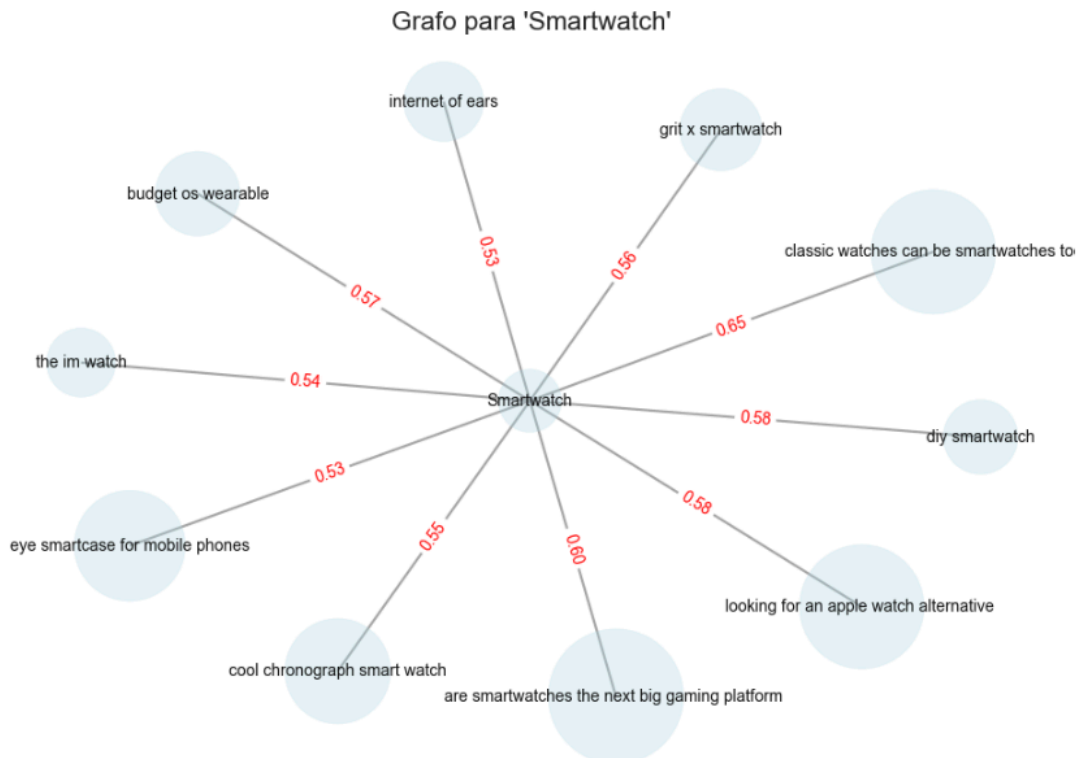 Grafo para 'Smartwatch'
internet of ears
grit x smartwatch
budget os wearable
0.53
0.56
classic watches can be smartwatches to
0.57
0.65
the im watch
0.54
Smartwatch
0.58
diy smartwatch
0.53
0.58
0.55
0.60
eye smartcase for mobile phones
looking for an apple watch alternative
cool chronograph smart watch
are smartwatches the next big gaming platform